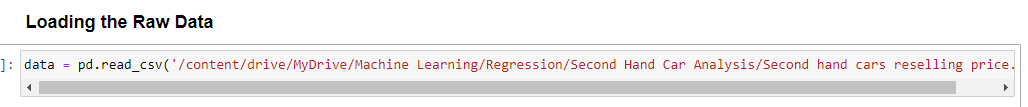 Loading the Raw Data
]: data = pd.read_csv('/content/drive/MyDrive/Machine Learning/Regression/Second Hand Car Analysis/Second hand cars reselling price.